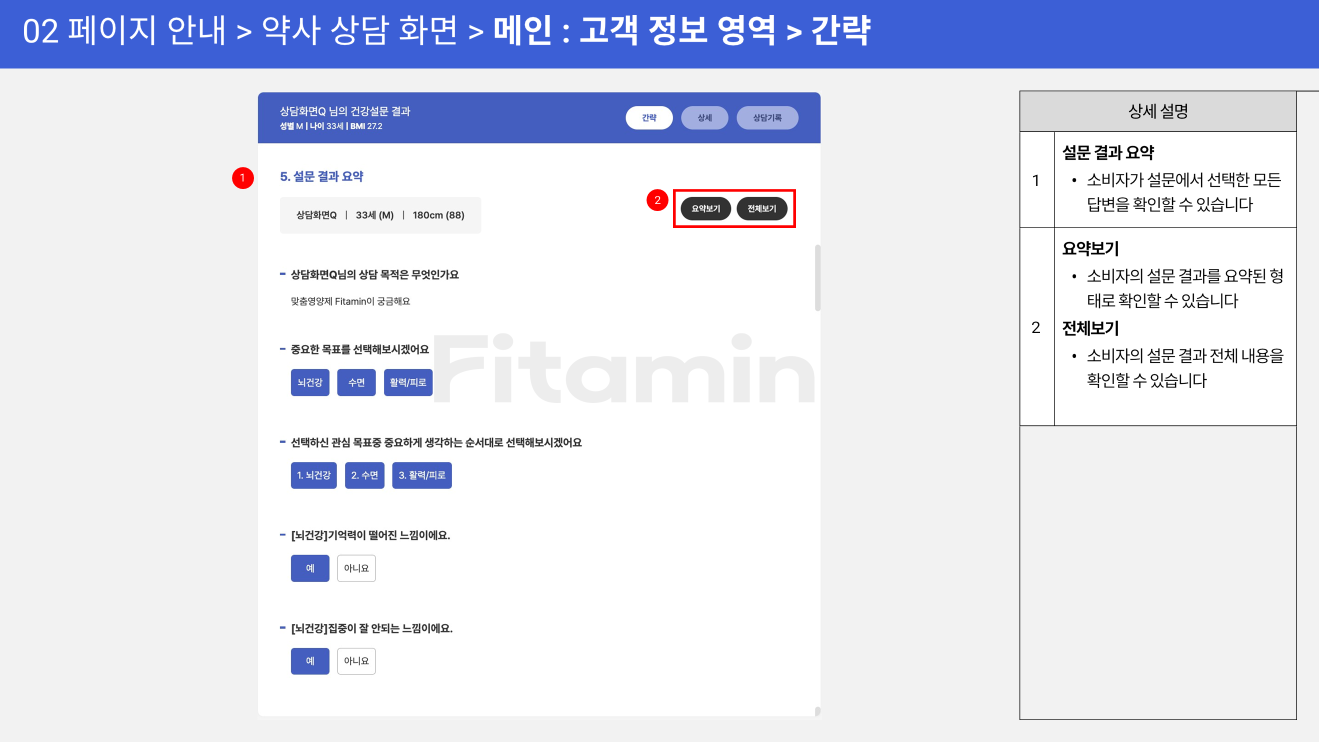 02 페이지 안내 > 약사 상담 화면 > 메인 : 고객 정보 영역 > 간략
상담화면Q 님의 건강설문 결과
성별 M | 나이 33세 | BMI 27.2
간략
상세
상담기록
1
5. 설문 결과 요약
상담화면Q | 33세 (M) | 180cm (88)
2
요약보기
전체보기
- 상담화면Q님의 상담 목적은 무엇인가요
맞춤영양제 Fitamin이 궁금해요
- 중요한 목표를 선택해보시겠어요
뇌건강
수면
활력/피로
Fitamin
- 선택하신 관심 목표중 중요하게 생각하는 순서대로 선택해보시겠어요
1. 뇌건강
2. 수면
3. 활력/피로
- [뇌건강]기억력이 떨어진 느낌이에요.
예
아니요
- [뇌건강]집중이 잘 안되는 느낌이에요.
예
아니요
상세 설명
1
설문 결과 요약
• 소비자가 설문에서 선택한 모든
답변을 확인할 수 있습니다
2
요약보기
• 소비자의 설문 결과를 요약된 형
태로 확인할 수 있습니다
전체보기
• 소비자의 설문 결과 전체 내용을
확인할 수 있습니다